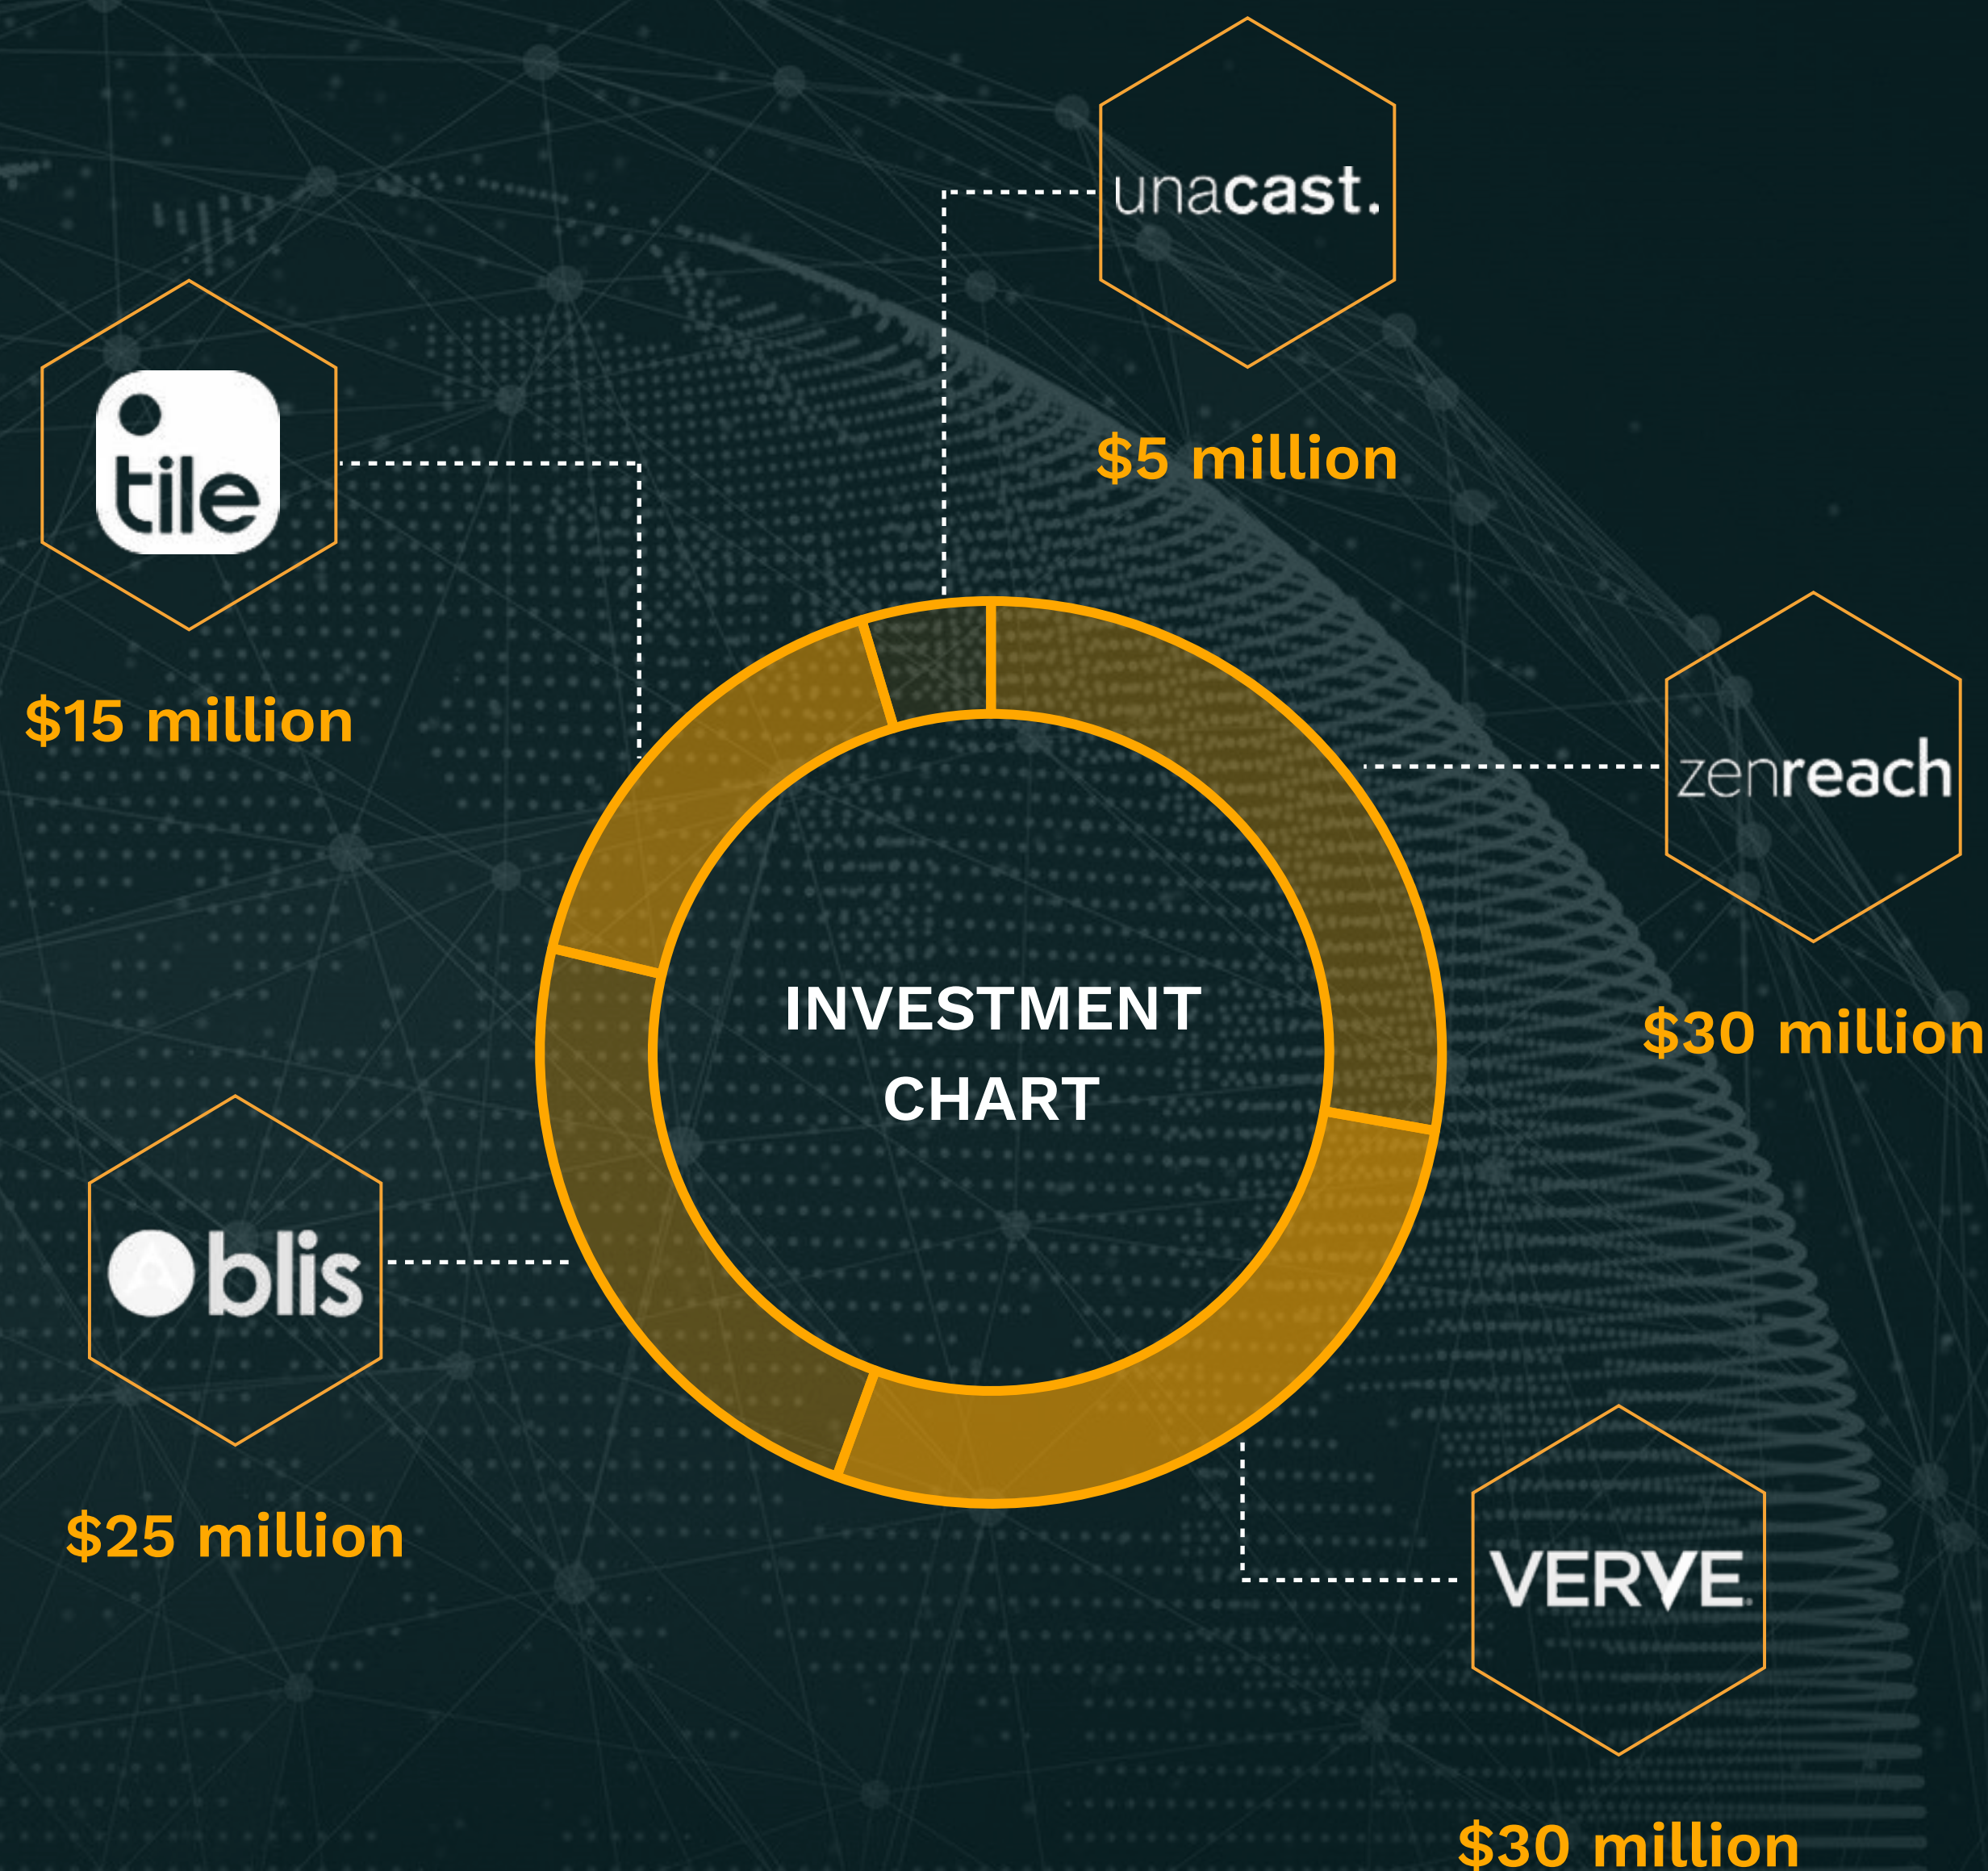 unacast.
$5 million
tile
$15 million
zenreach
$30 million
INVESTMENT
CHART
blis
$25 million
VERVE
$30 million